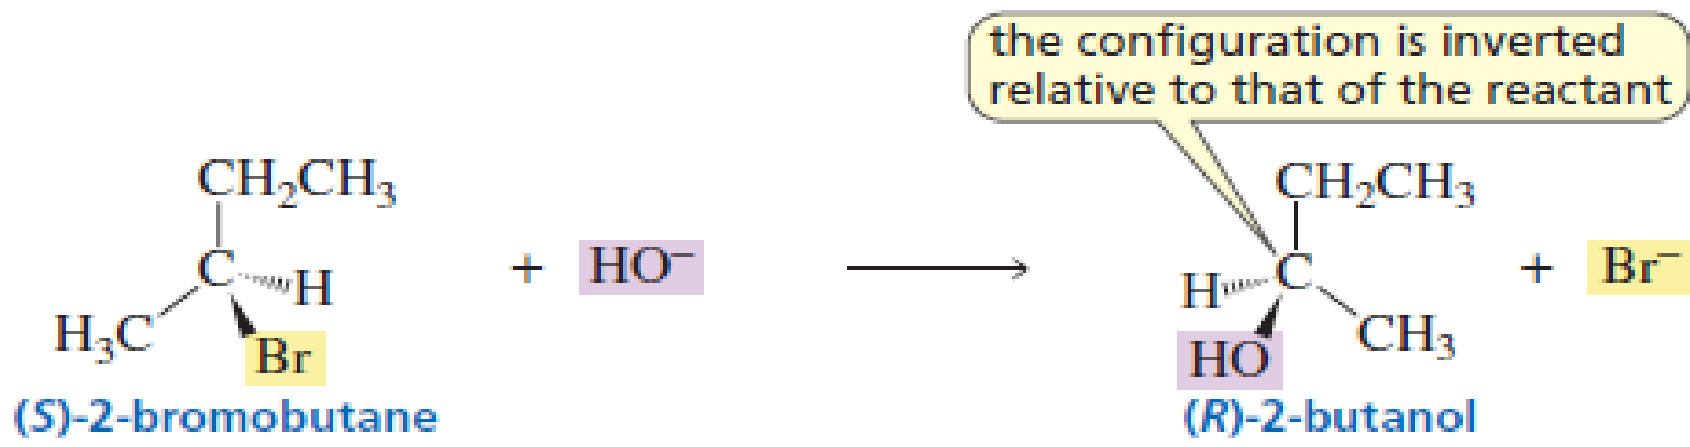 the configuration is inverted
relative to that of the reactant
CH₂CH₃
C
H
H₃C
Br
(S)-2-bromobutane
+
HO⁻
CH₂CH₃
H
C
HO
CH₃
(R)-2-butanol
+
Br⁻